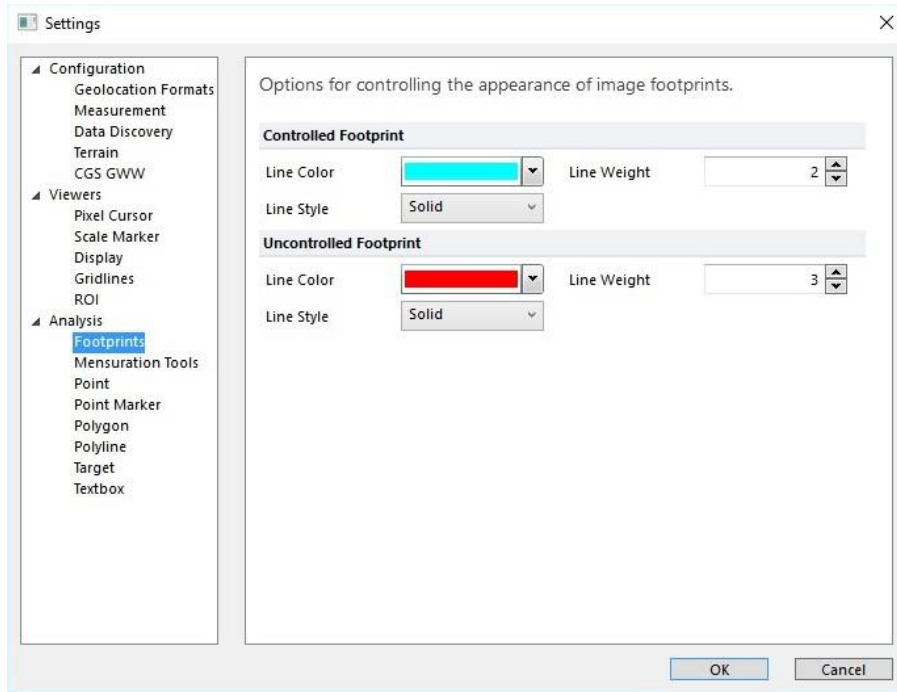 Settings
Configuration
Geolocation Formats
Measurement
Data Discovery
Terrain
CGS GWW
Viewers
Pixel Cursor
Scale Marker
Display
Gridlines
ROI
Analysis
Footprints
Mensuration Tools
Point
Point Marker
Polygon
Polyline
Target
Textbox
Options for controlling the appearance of image footprints.
Controlled Footprint
Line Color
Line Weight 2
Line Style Solid
Uncontrolled Footprint
Line Color
Line Weight 3
Line Style Solid
OK Cancel